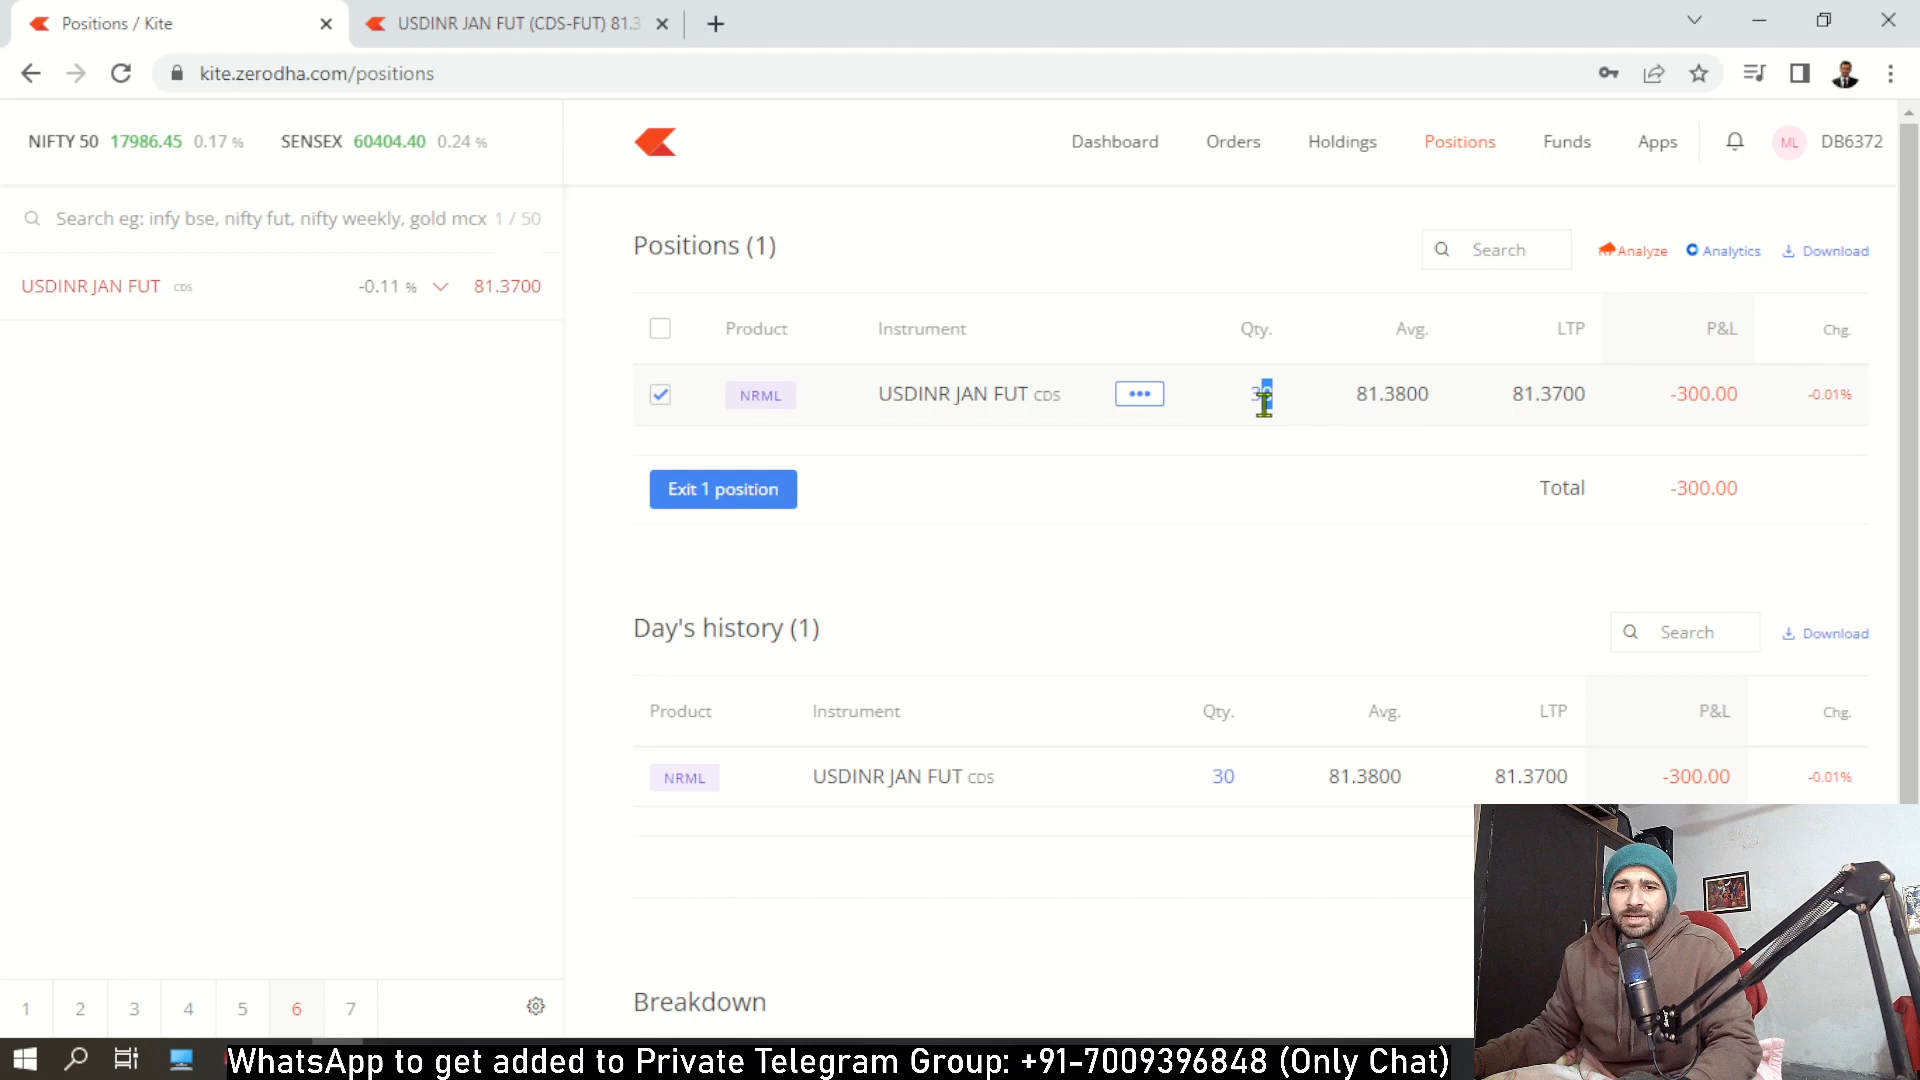 Positions / Kite
USDINR JAN FUT (CDS-FUT) 81.3
kite.zerodha.com/positions
NIFTY 50 17986.45 0.17 % SENSEX 60404.40 0.24 %
Dashboard Orders Holdings Positions Funds Apps ML DB6372
Search eg: infy bse, nifty fut, nifty weekly, gold mcx 1 / 50
USDINR JAN FUT CDS -0.11 % 81.3700
Positions (1)
Search Analyze Analytics Download
Product Instrument Qty. Avg. LTP P&L Chg.
NRML USDINR JAN FUT CDS 30 81.3800 81.3700 -300.00 -0.01%
Exit 1 position Total -300.00
Day's history (1)
Search Download
Product Instrument Qty. Avg. LTP P&L Chg.
NRML USDINR JAN FUT CDS 30 81.3800 81.3700 -300.00 -0.01%
Breakdown
1 2 3 4 5 6 7
WhatsApp to get added to Private Telegram Group: +91-7009396848 (Only Chat)